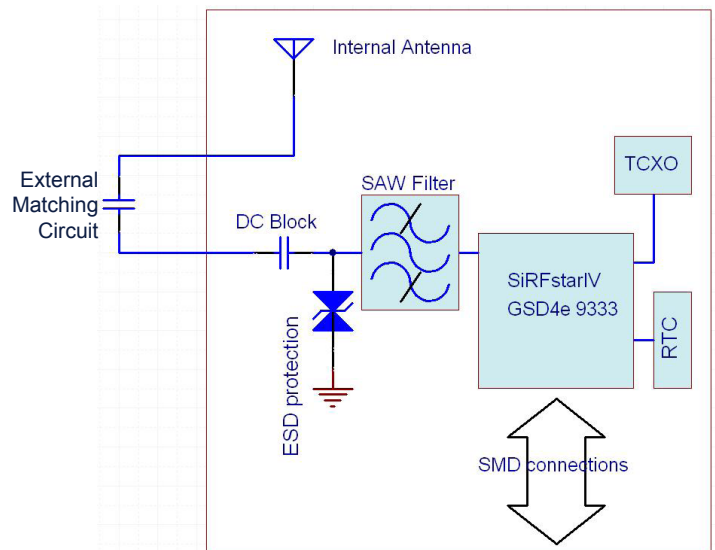 Internal Antenna
External
Matching
Circuit
TCXO
SAW Filter
DC Block
SiRFstarIV
GSD4e 9333
RTC
ESD protection
SMD connections